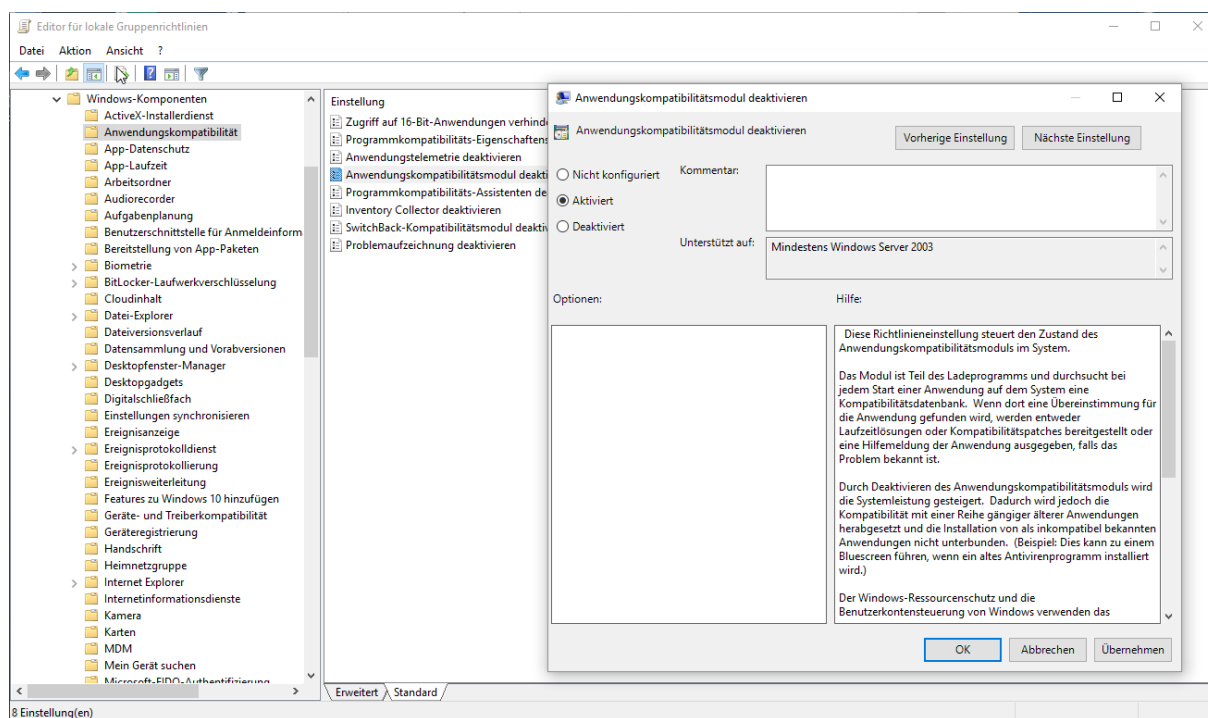 Editor für lokale Gruppenrichtlinien
Datei Aktion Ansicht ?
Windows-Komponenten
ActiveX-Installerdienst
Anwendungskompatibilität
App-Datenschutz
App-Laufzeit
Arbeitsordner
Audiorecorder
Aufgabenplanung
Benutzerschnittstelle für Anmeldeinform
Bereitstellung von App-Paketen
Biometrie
BitLocker-Laufwerkverschlüsselung
Cloudinhalt
Datei-Explorer
Dateiversionsverlauf
Datensammlung und Vorabversionen
Desktopfenster-Manager
Desktopgadgets
Digitalschließfach
Einstellungen synchronisieren
Ereignisanzeige
Ereignisprotokolldienst
Ereignisprotokollierung
Ereignisweiterleitung
Features zu Windows 10 hinzufügen
Geräte- und Treiberkompatibilität
Geräteregistrierung
Handschrift
Heimnetzgruppe
Internet Explorer
Internetinformationsdienste
Kamera
Karten
MDM
Mein Gerät suchen
Microsoft-FIDO-Authentifizierung
Einstellung
Zugriff auf 16-Bit-Anwendungen verhinde
Programmkompatibilitäts-Eigenschaftens
Anwendungstelemetrie deaktivieren
Anwendungskompatibilitätsmodul deakti
Programmkompatibilitäts-Assistenten de
Inventory Collector deaktivieren
SwitchBack-Kompatibilitätsmodul deaktiv
Problemaufzeichnung deaktivieren
Erweitert Standard
8 Einstellung(en)
Anwendungskompatibilitätsmodul deaktivieren
Anwendungskompatibilitätsmodul deaktivieren
Vorherige Einstellung Nächste Einstellung
Nicht konfiguriert
Aktiviert
Deaktiviert
Kommentar:
Unterstützt auf:
Mindestens Windows Server 2003
Optionen:
Hilfe:
Diese Richtlinieneinstellung steuert den Zustand des
Anwendungskompatibilitätsmoduls im System.
Das Modul ist Teil des Ladeprogramms und durchsucht bei
jedem Start einer Anwendung auf dem System eine
Kompatibilitätsdatenbank. Wenn dort eine Übereinstimmung für
die Anwendung gefunden wird, werden entweder
Laufzeitlösungen oder Kompatibilitätspatches bereitgestellt oder
eine Hilfemeldung der Anwendung ausgegeben, falls das
Problem bekannt ist.
Durch Deaktivieren des Anwendungskompatibilitätsmoduls wird
die Systemleistung gesteigert. Dadurch wird jedoch die
Kompatibilität mit einer Reihe gängiger älterer Anwendungen
herabgesetzt und die Installation von als inkompatibel bekannten
Anwendungen nicht unterbunden. (Beispiel: Dies kann zu einem
Bluescreen führen, wenn ein altes Antivirenprogramm installiert
wird.)
Der Windows-Ressourcenschutz und die
Benutzerkontensteuerung von Windows verwenden das
OK Abbrechen Übernehmen